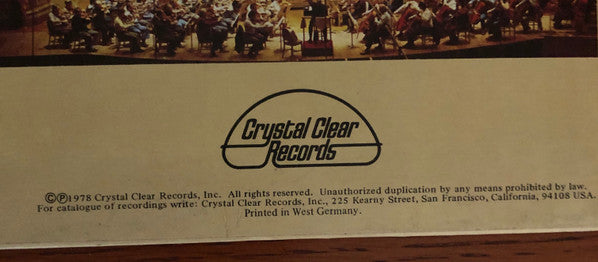 Crystal Clear
Records
©℗1978 Crystal Clear Records, Inc. All rights reserved. Unauthorized duplication by any means prohibited by law.
For catalogue of recordings write: Crystal Clear Records, Inc., 225 Kearny Street, San Francisco, California, 94108 USA.
Printed in West Germany.